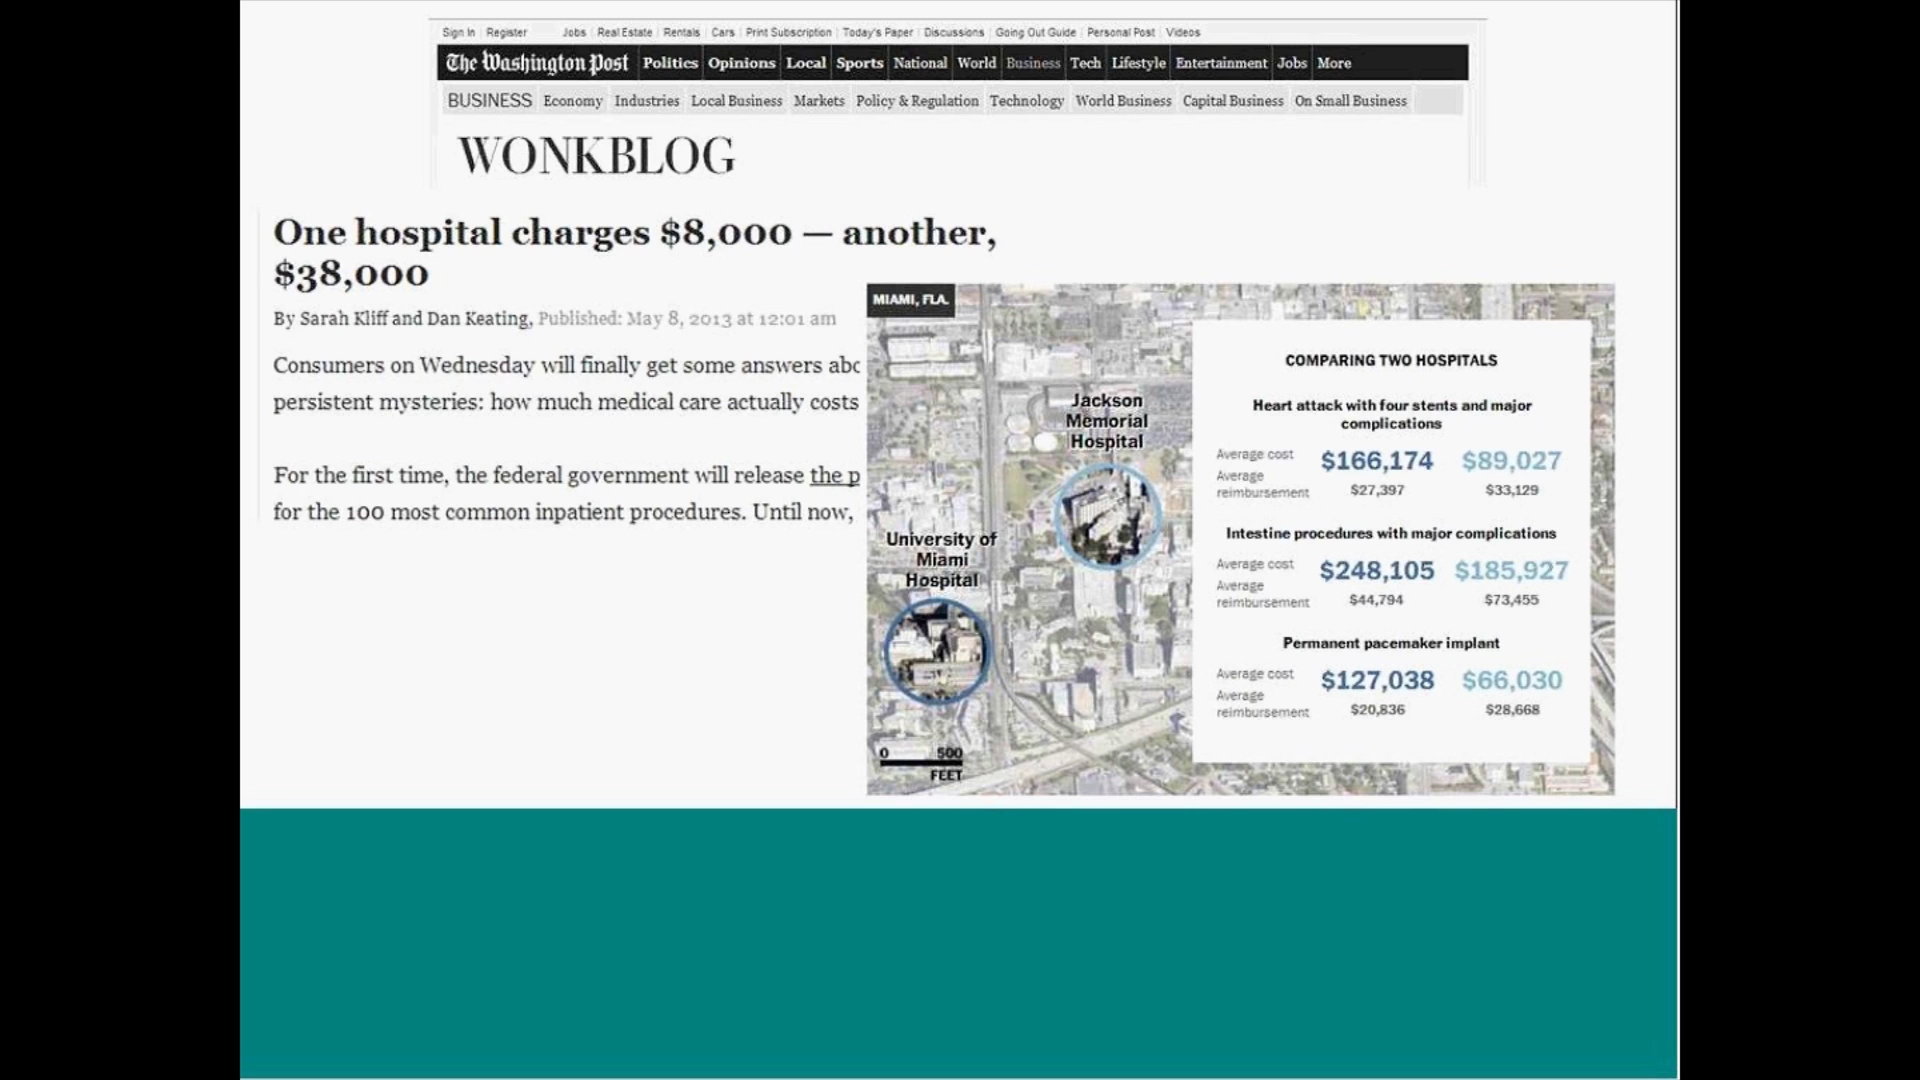 Sign In Register Jobs Real Estate Rentals Cars Print Subscription Today's Paper Discussions Going Out Guide Personal Post Videos
The Washington Post Politics Opinions Local Sports National World Business Tech Lifestyle Entertainment Jobs More
BUSINESS Economy Industries Local Business Markets Policy & Regulation Technology World Business Capital Business On Small Business
WONKBLOG
One hospital charges $8,000 — another,
$38,000
By Sarah Kliff and Dan Keating, Published: May 8, 2013 at 12:01 am
Consumers on Wednesday will finally get some answers abc
persistent mysteries: how much medical care actually costs
For the first time, the federal government will release the p
for the 100 most common inpatient procedures. Until now,
MIAMI, FLA.
Jackson
Memorial
Hospital
University of
Miami
Hospital
0 500
FEET
COMPARING TWO HOSPITALS
Heart attack with four stents and major
complications
Average cost $166,174 $89,027
Average
reimbursement $27,397 $33,129
Intestine procedures with major complications
Average cost $248,105 $185,927
Average
reimbursement $44,794 $73,455
Permanent pacemaker implant
Average cost $127,038 $66,030
Average
reimbursement $20,836 $28,668